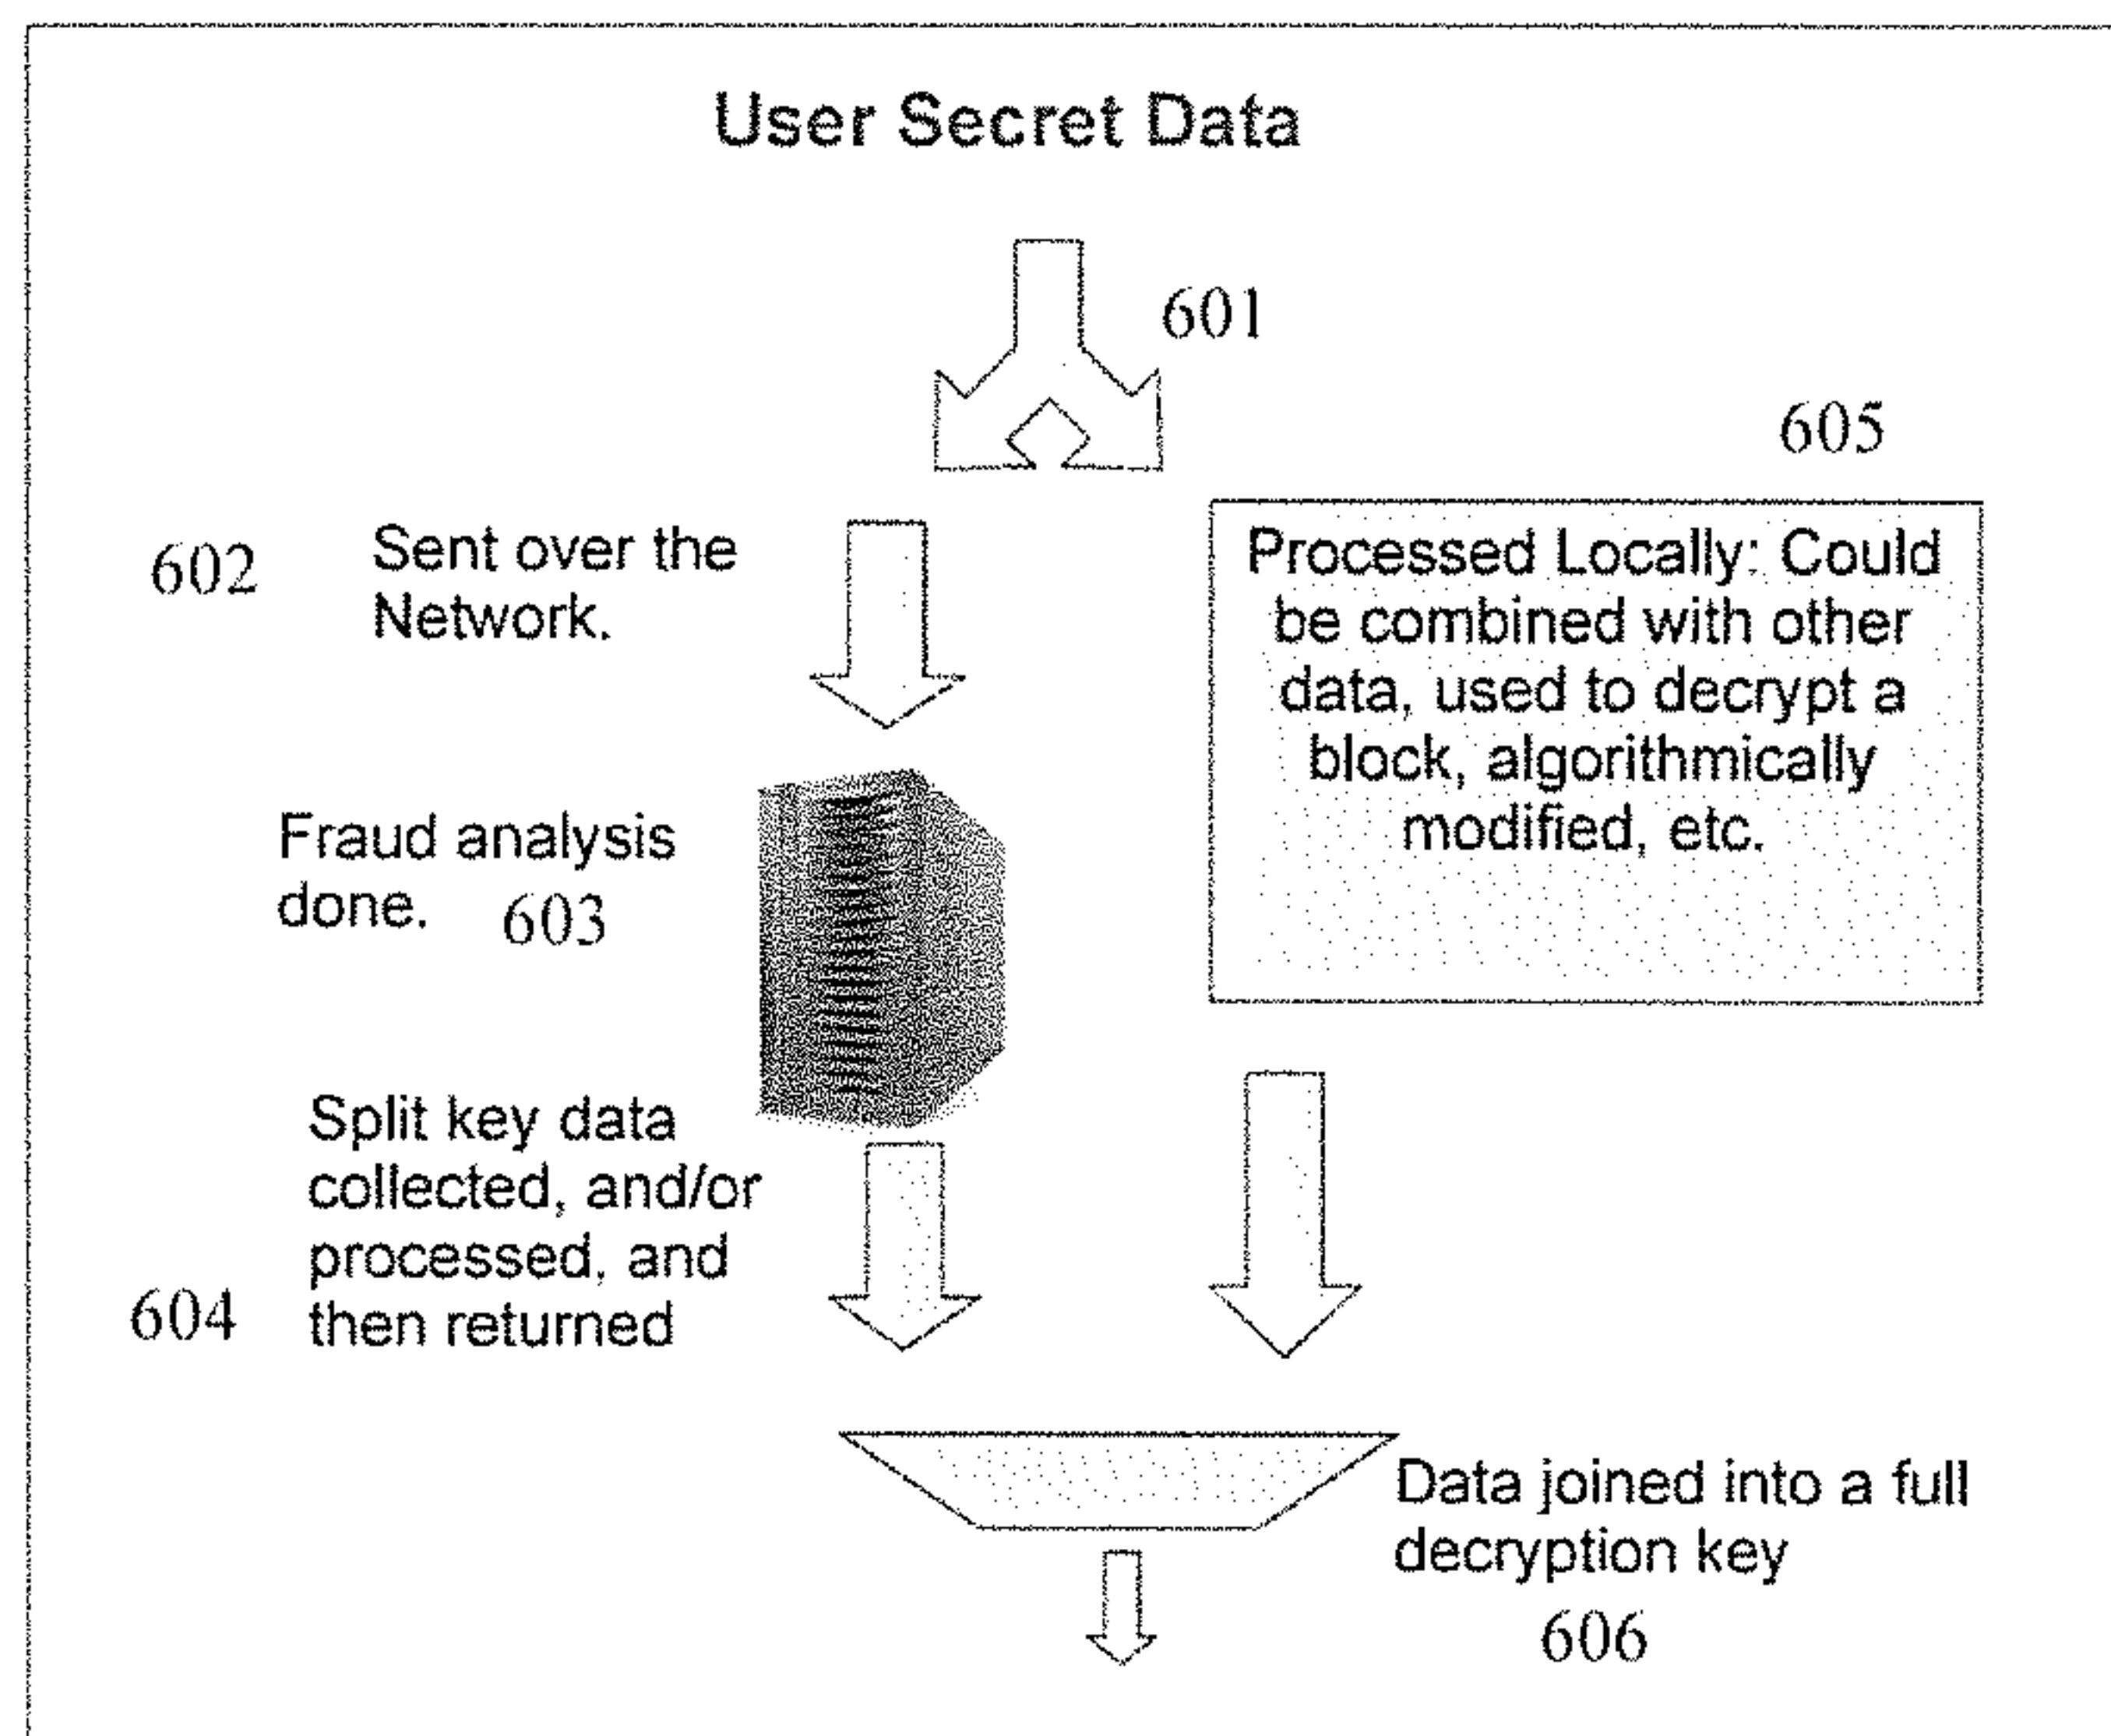 User Secret Data
601
605
602
Sent over the
Network.
Processed Locally: Could
be combined with other
data, used to decrypt a
block, algorithmically
modified, etc.
Fraud analysis
done.
603
Split key data
collected, and/or
processed, and
then returned
604
Data joined into a full
decryption key
606